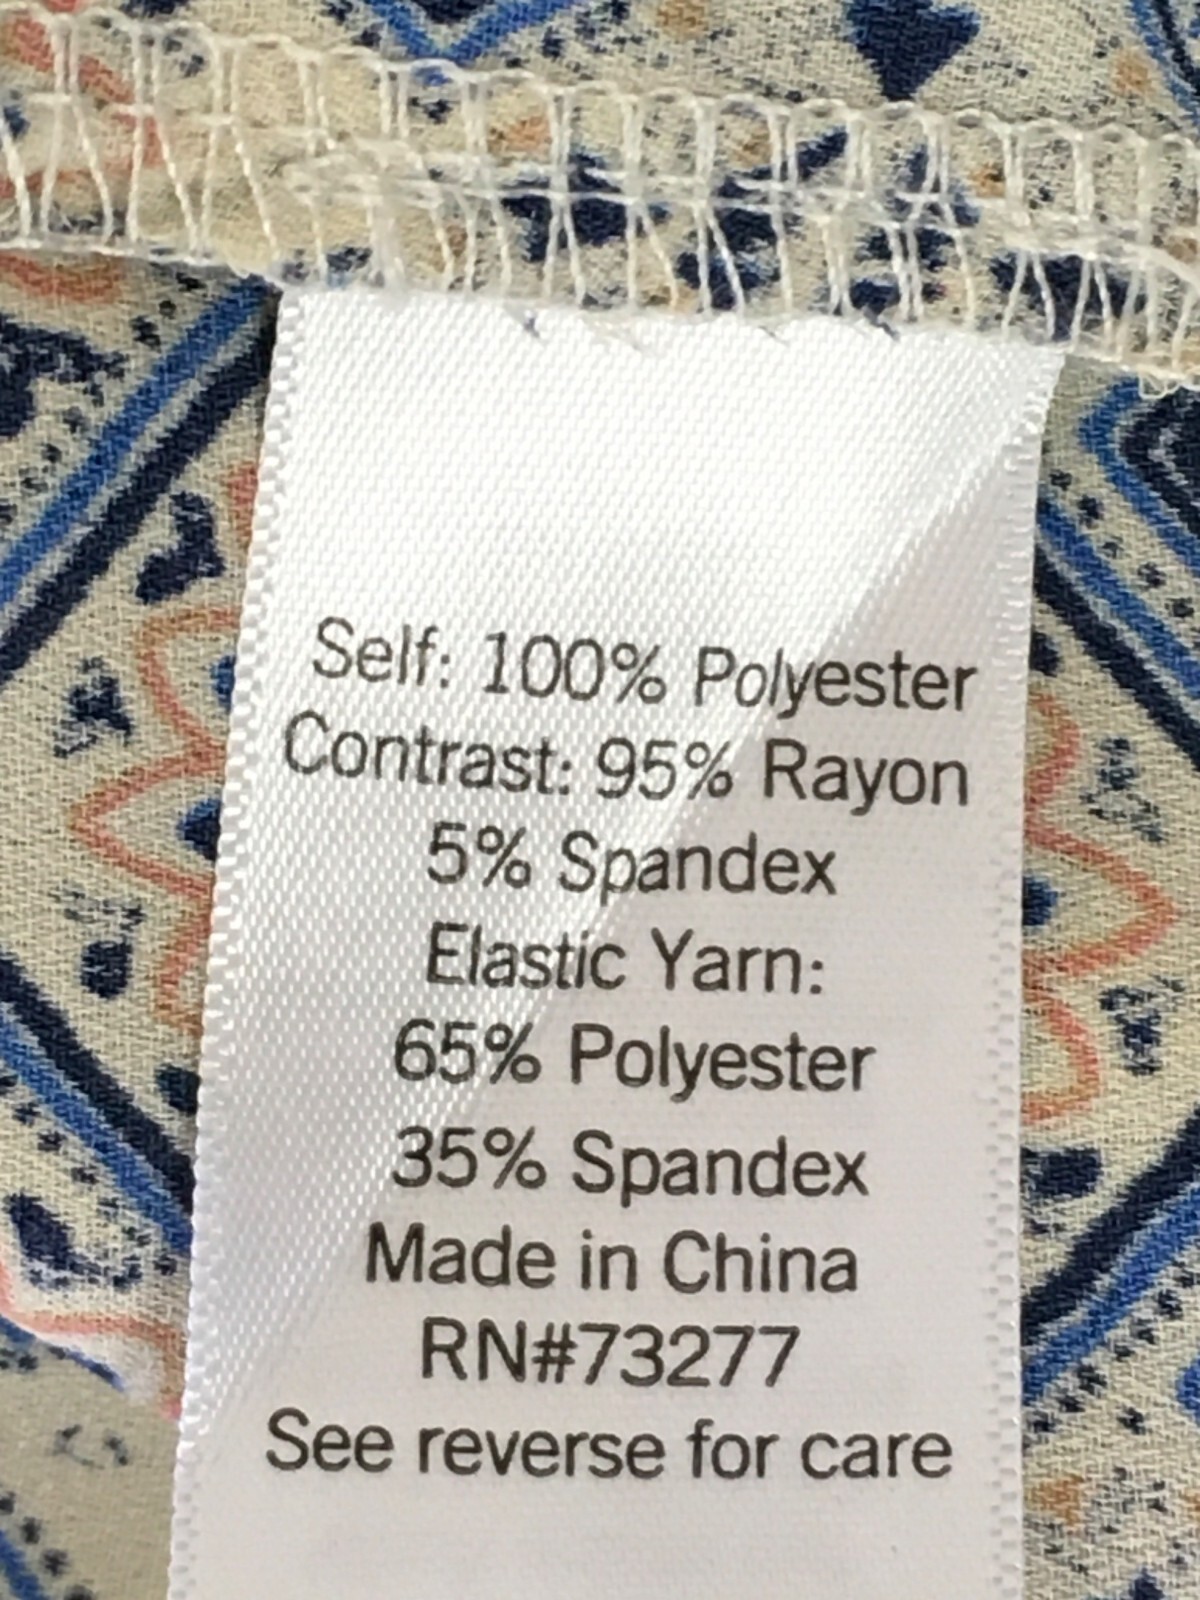 Self: 100% Polyester
Contrast: 95% Rayon
5% Spandex
Elastic Yarn:
65% Polyester
35% Spandex
Made in China
RN#73277
See reverse for care